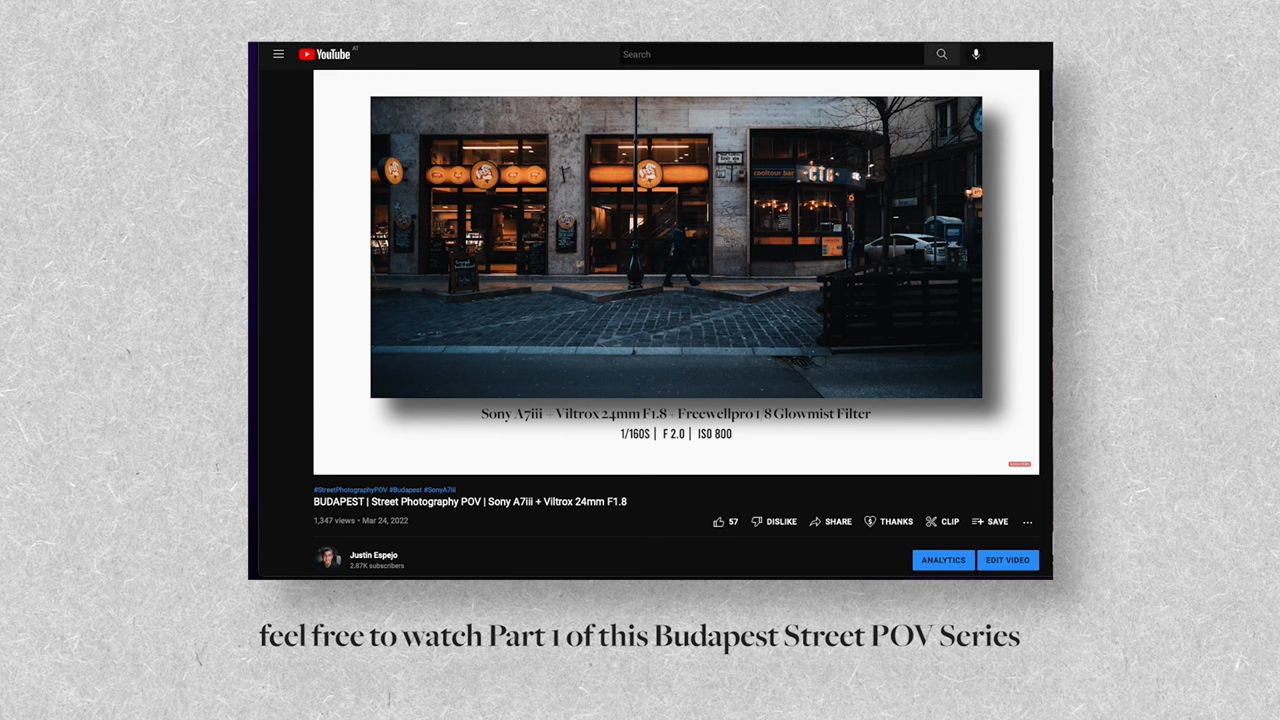 YouTube AT
Search
cooltour bar
CTC
Sony A7iii + Viltrox 24mm F1.8 + Freewellpro 1/8 Glowmist Filter
1/160S | F 2.0 | ISO 800
SUBSCRIBE
#StreetPhotographyPOV #Budapest #SonyA7iii
BUDAPEST | Street Photography POV | Sony A7iii + Viltrox 24mm F1.8
1,347 views • Mar 24, 2022
57 DISLIKE SHARE THANKS CLIP SAVE
Justin Espejo
2.87K subscribers
ANALYTICS EDIT VIDEO
feel free to watch Part 1 of this Budapest Street POV Series